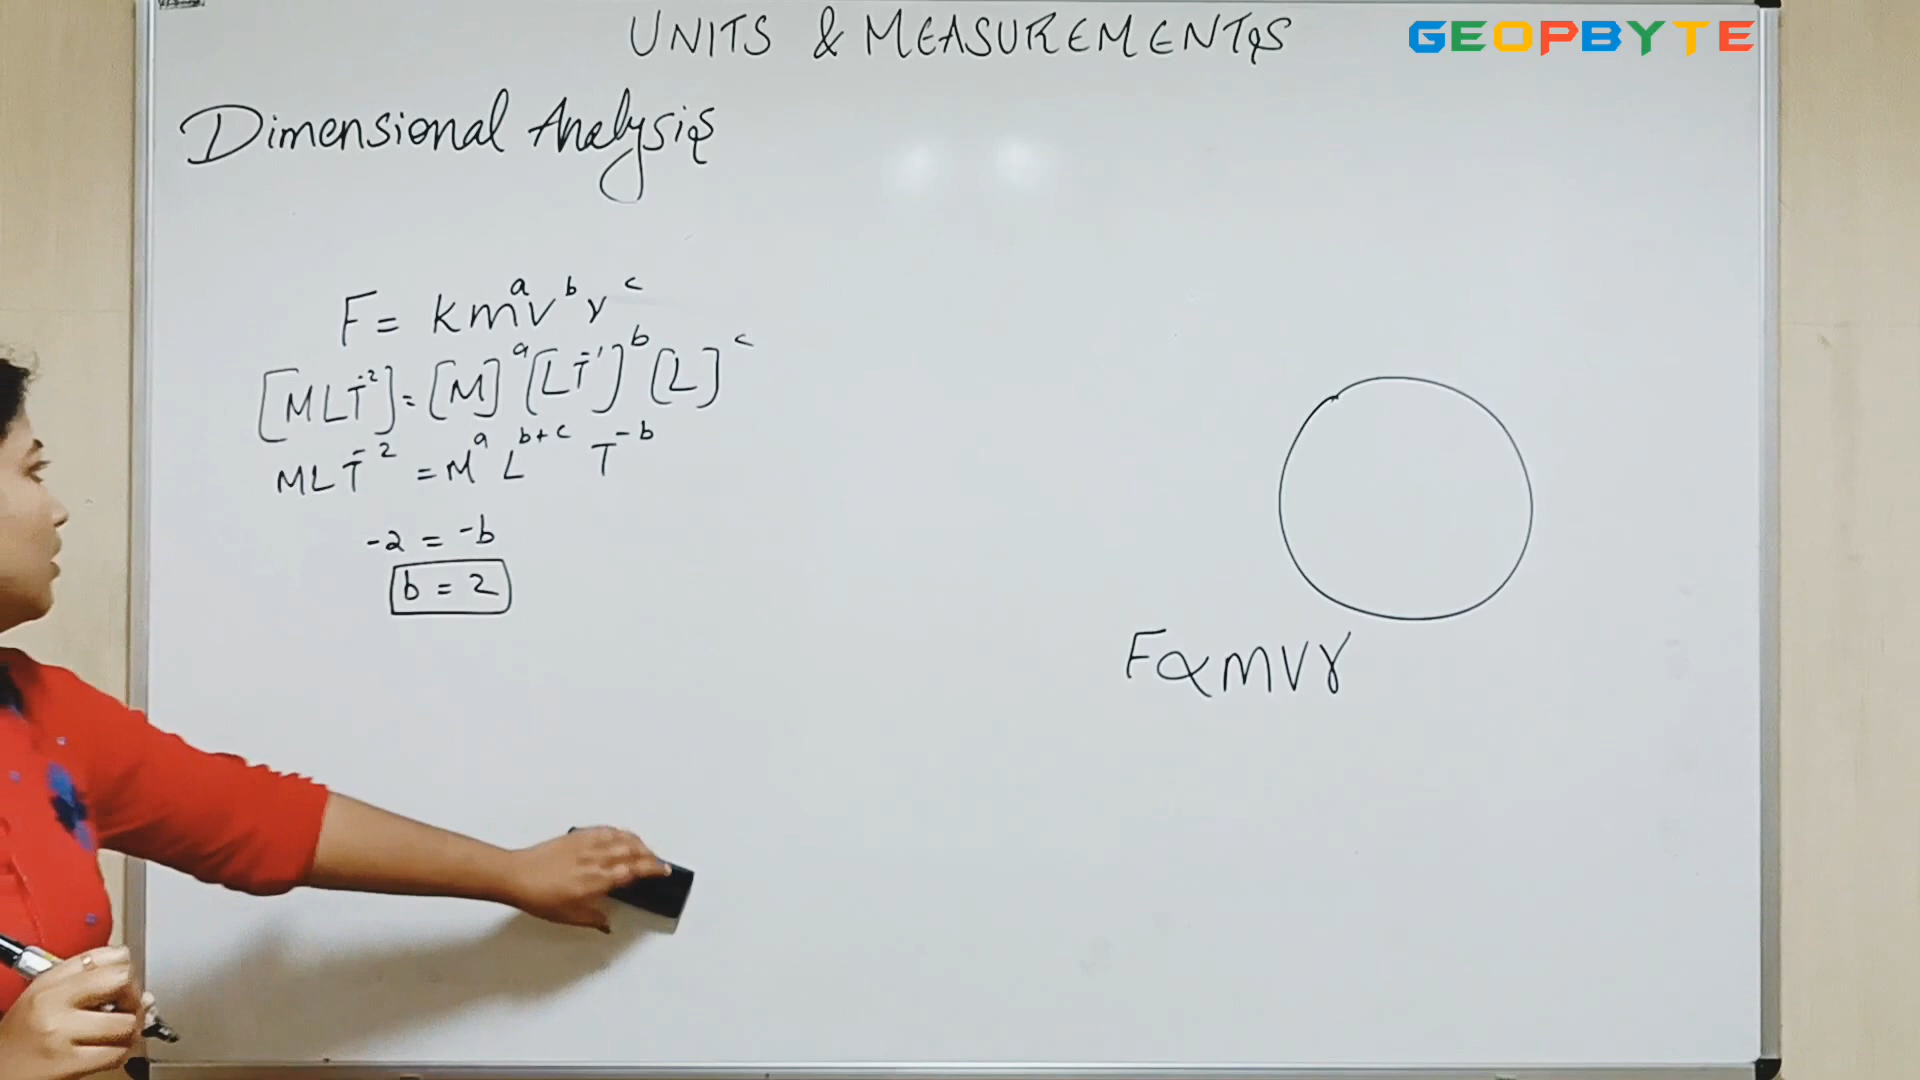 UNITS & MEASUREMENTS
GEOPBYTE
Dimensional Analysis
F = k m^a v^b r^c
[MLT^-2] = [M]^a [LT^-1]^b [L]^c
MLT^-2 = M^a L^b+c T^-b
-2 = -b
b = 2
F ∝ m v r